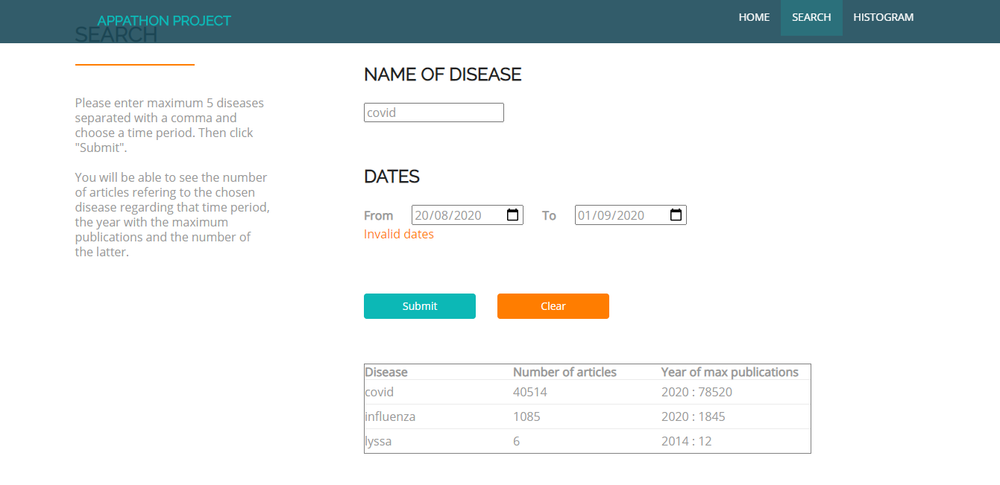 APPATHON PROJECT
HOME SEARCH HISTOGRAM
SEARCH
Please enter maximum 5 diseases
separated with a comma and
choose a time period. Then click
"Submit".
You will be able to see the number
of articles refering to the chosen
disease regarding that time period,
the year with the maximum
publications and the number of
the latter.
NAME OF DISEASE
covid
DATES
From 20/08/2020 To 01/09/2020
Invalid dates
Submit Clear
Disease Number of articles Year of max publications
covid 40514 2020 : 78520
influenza 1085 2020 : 1845
lyssa 6 2014 : 12